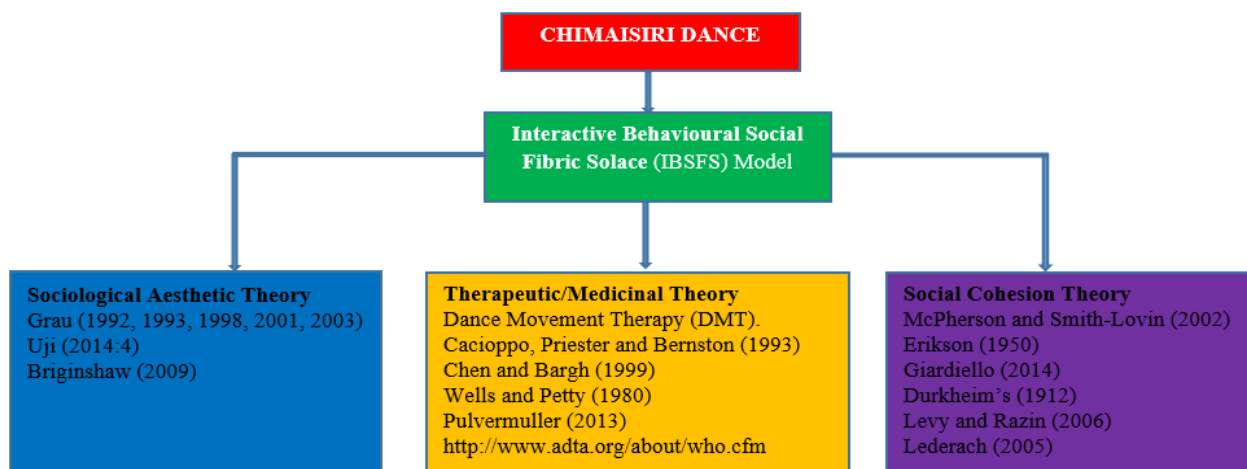 CHIMAISIRI DANCE
Interactive Behavioural Social
Fibric Solace (IBSFS) Model
Sociological Aesthetic Theory
Grau (1992, 1993, 1998, 2001, 2003)
Uji (2014:4)
Briginshaw (2009)
Therapeutic/Medicinal Theory
Dance Movement Therapy (DMT).
Cacioppo, Priester and Bernston (1993)
Chen and Bargh (1999)
Wells and Petty (1980)
Pulvermuller (2013)
http://www.adta.org/about/who.cfm
Social Cohesion Theory
McPherson and Smith-Lovin (2002)
Erikson (1950)
Giardiello (2014)
Durkheim’s (1912)
Levy and Razin (2006)
Lederach (2005)